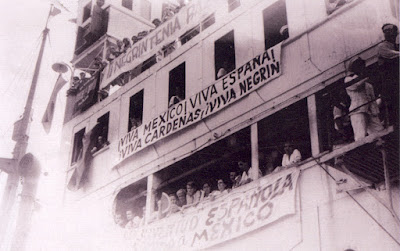 NEGRIN TENIA
¡VIVA MEXICO! ¡VIVA ESPAÑA!
¡VIVA CARDENAS! ¡VIVA NEGRIN
ESPAÑOLA
A MEXICO